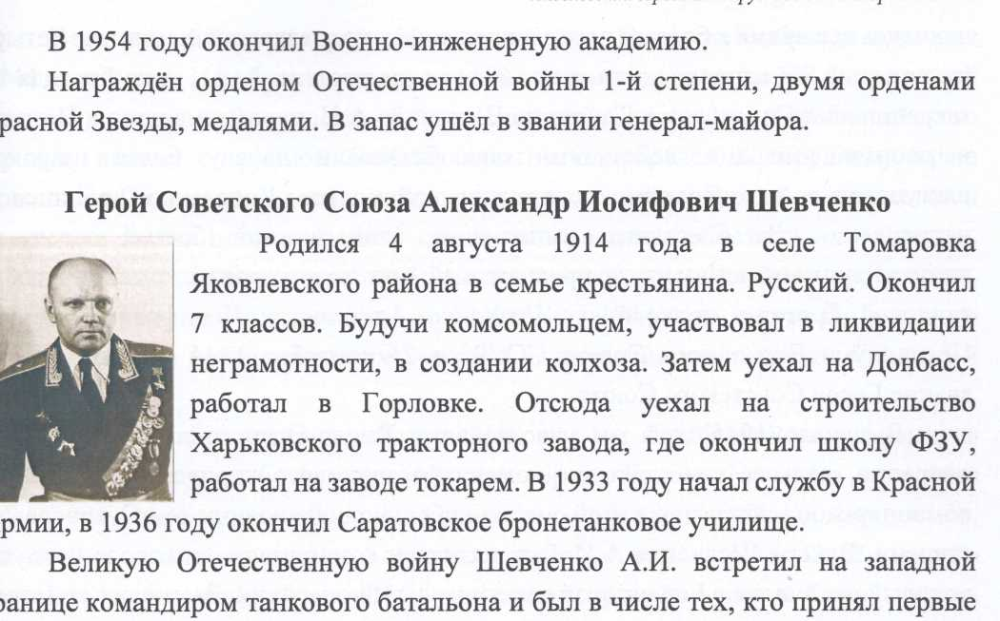 В 1954 году окончил Военно-инженерную академию.
Награждён орденом Отечественной войны 1-й степени, двумя орденами
расной Звезды, медалями. В запас ушёл в звании генерал-майора.
Герой Советского Союза Александр Иосифович Шевченко
Родился 4 августа 1914 года в селе Томаровка
Яковлевского района в семье крестьянина. Русский. Окончил
7 классов. Будучи комсомольцем, участвовал в ликвидации
неграмотности, в создании колхоза. Затем уехал на Донбасс,
работал в Горловке. Отсюда уехал на строительство
Харьковского тракторного завода, где окончил школу ФЗУ,
работал на заводе токарем. В 1933 году начал службу в Красной
рмии, в 1936 году окончил Саратовское бронетанковое училище.
Великую Отечественную войну Шевченко А.И. встретил на западной
ранице командиром танкового батальона и был в числе тех, кто принял первые